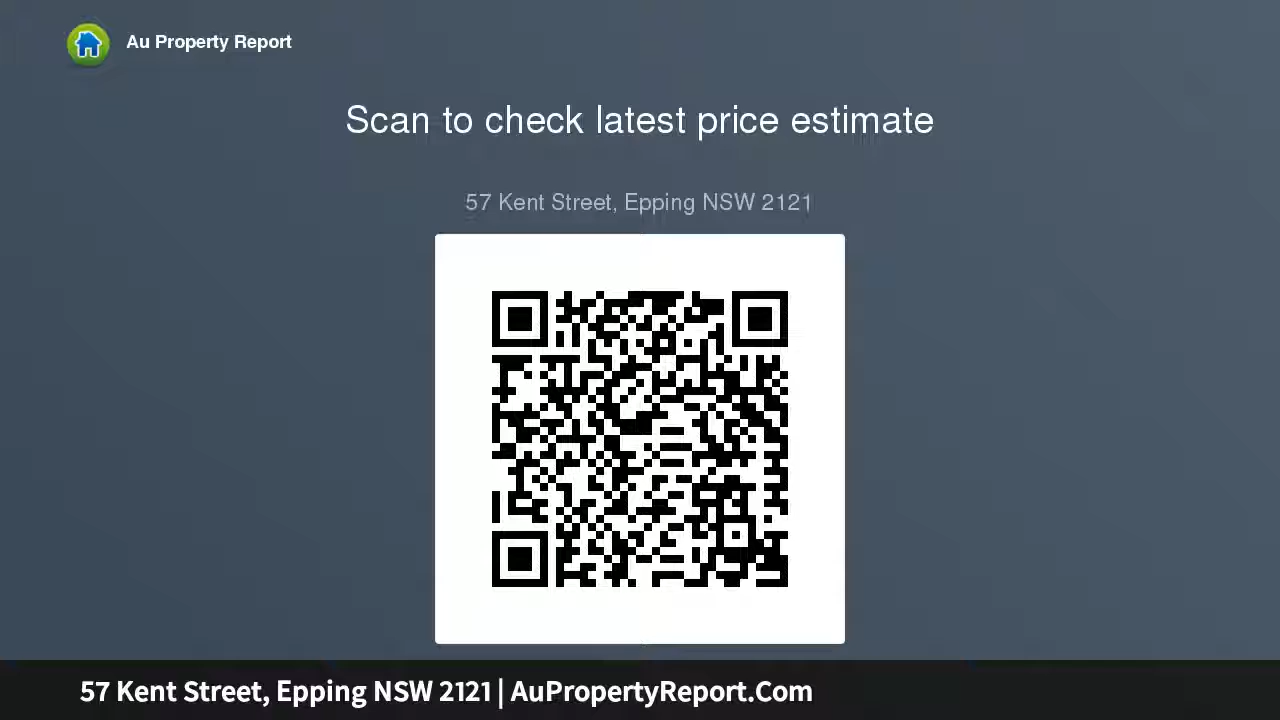 Au Property Report
Scan to check latest price estimate
57 Kent Street, Epping NSW 2121
57 Kent Street, Epping NSW 2121 | AuPropertyReport.Com